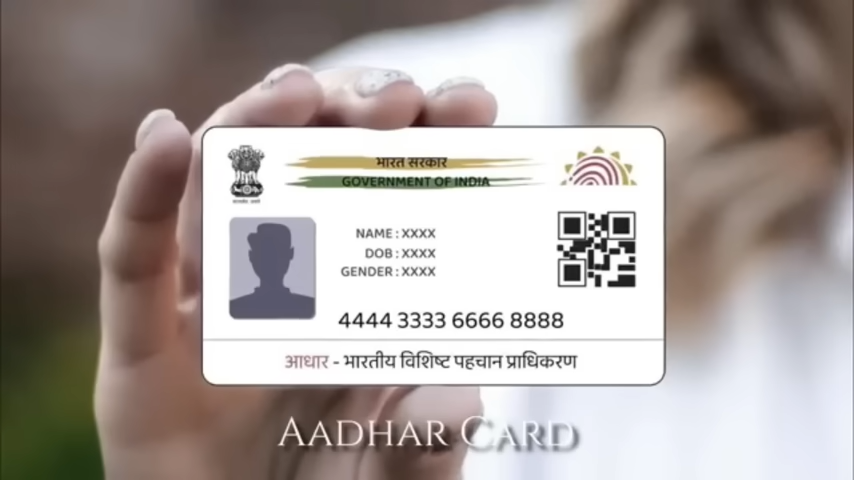 भारत सरकार
GOVERNMENT OF INDIA
NAME : XXXX
DOB : XXXX
GENDER : XXXX
4444 3333 6666 8888
आधार - भारतीय विशिष्ट पहचान प्राधिकरण
AADHAR CARD